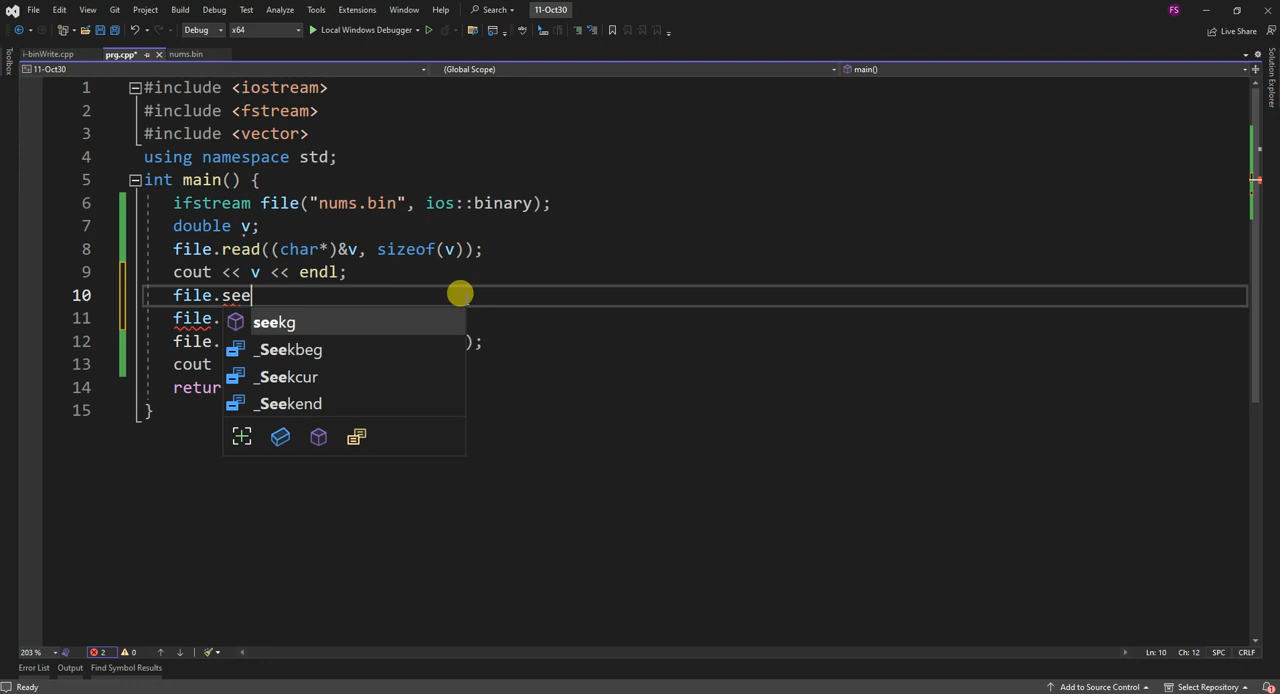 File Edit View Git Project Build Debug Test Analyze Tools Extensions Window Help Search 11-Oct30 FS
Debug x64 Local Windows Debugger Live Share
i-binWrite.cpp prg.cpp* nums.bin
11-Oct30 (Global Scope) main()
Toolbox
Solution Explorer
1 #include <iostream>
2 #include <fstream>
3 #include <vector>
4 using namespace std;
5 int main() {
6 ifstream file("nums.bin", ios::binary);
7 double v;
8 file.read((char*)&v, sizeof(v));
9 cout << v << endl;
10 file.see
11 file.
12 file. );
13 cout
14 retur
15 }
seekg
_Seekbeg
_Seekcur
_Seekend
203 % 2 0 Ln: 10 Ch: 12 SPC CRLF
Error List Output Find Symbol Results
Ready Add to Source Control Select Repository